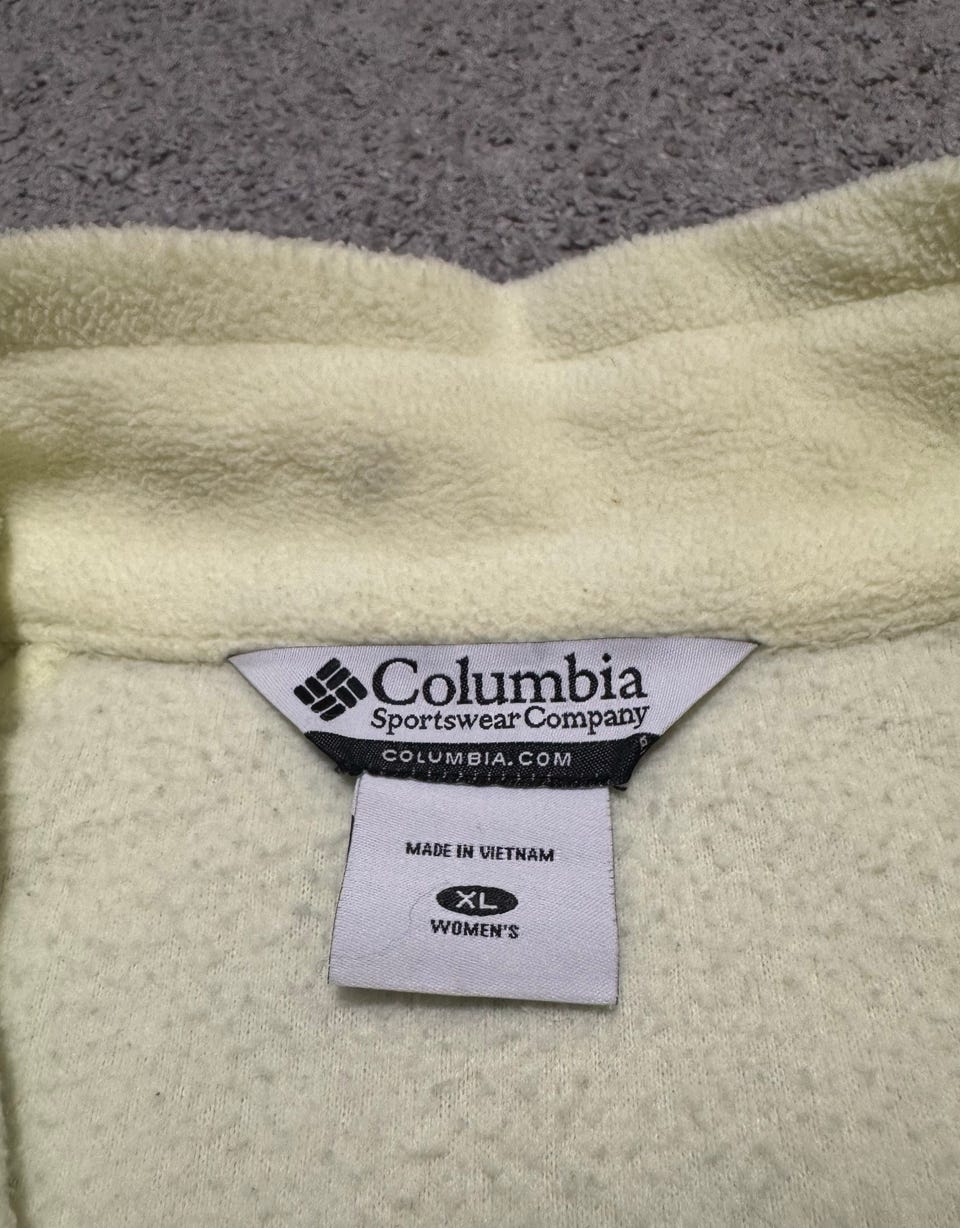 Columbia
Sportswear Company
COLUMBIA.COM
MADE IN VIETNAM
XL
WOMEN'S